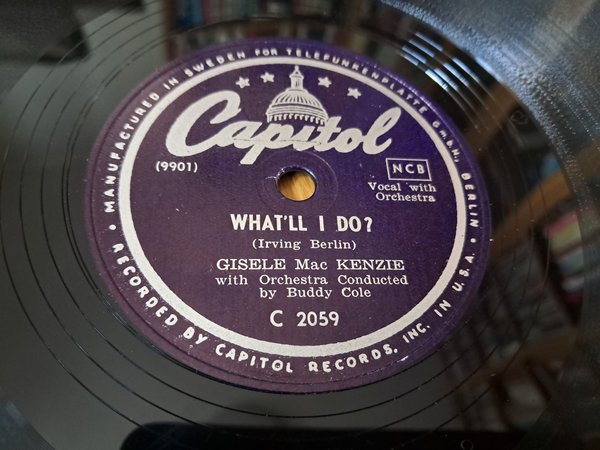 MANUFACTURED IN SWEDEN FOR TELEFUNKENPLATTE G.m.b.H., BERLIN
Capitol
(9901)
NCB
Vocal with
Orchestra
WHAT'LL I DO?
(Irving Berlin)
GISELE Mac KENZIE
with Orchestra Conducted
by Buddy Cole
C 2059
RECORDED BY CAPITOL RECORDS, INC. IN U.S.A.